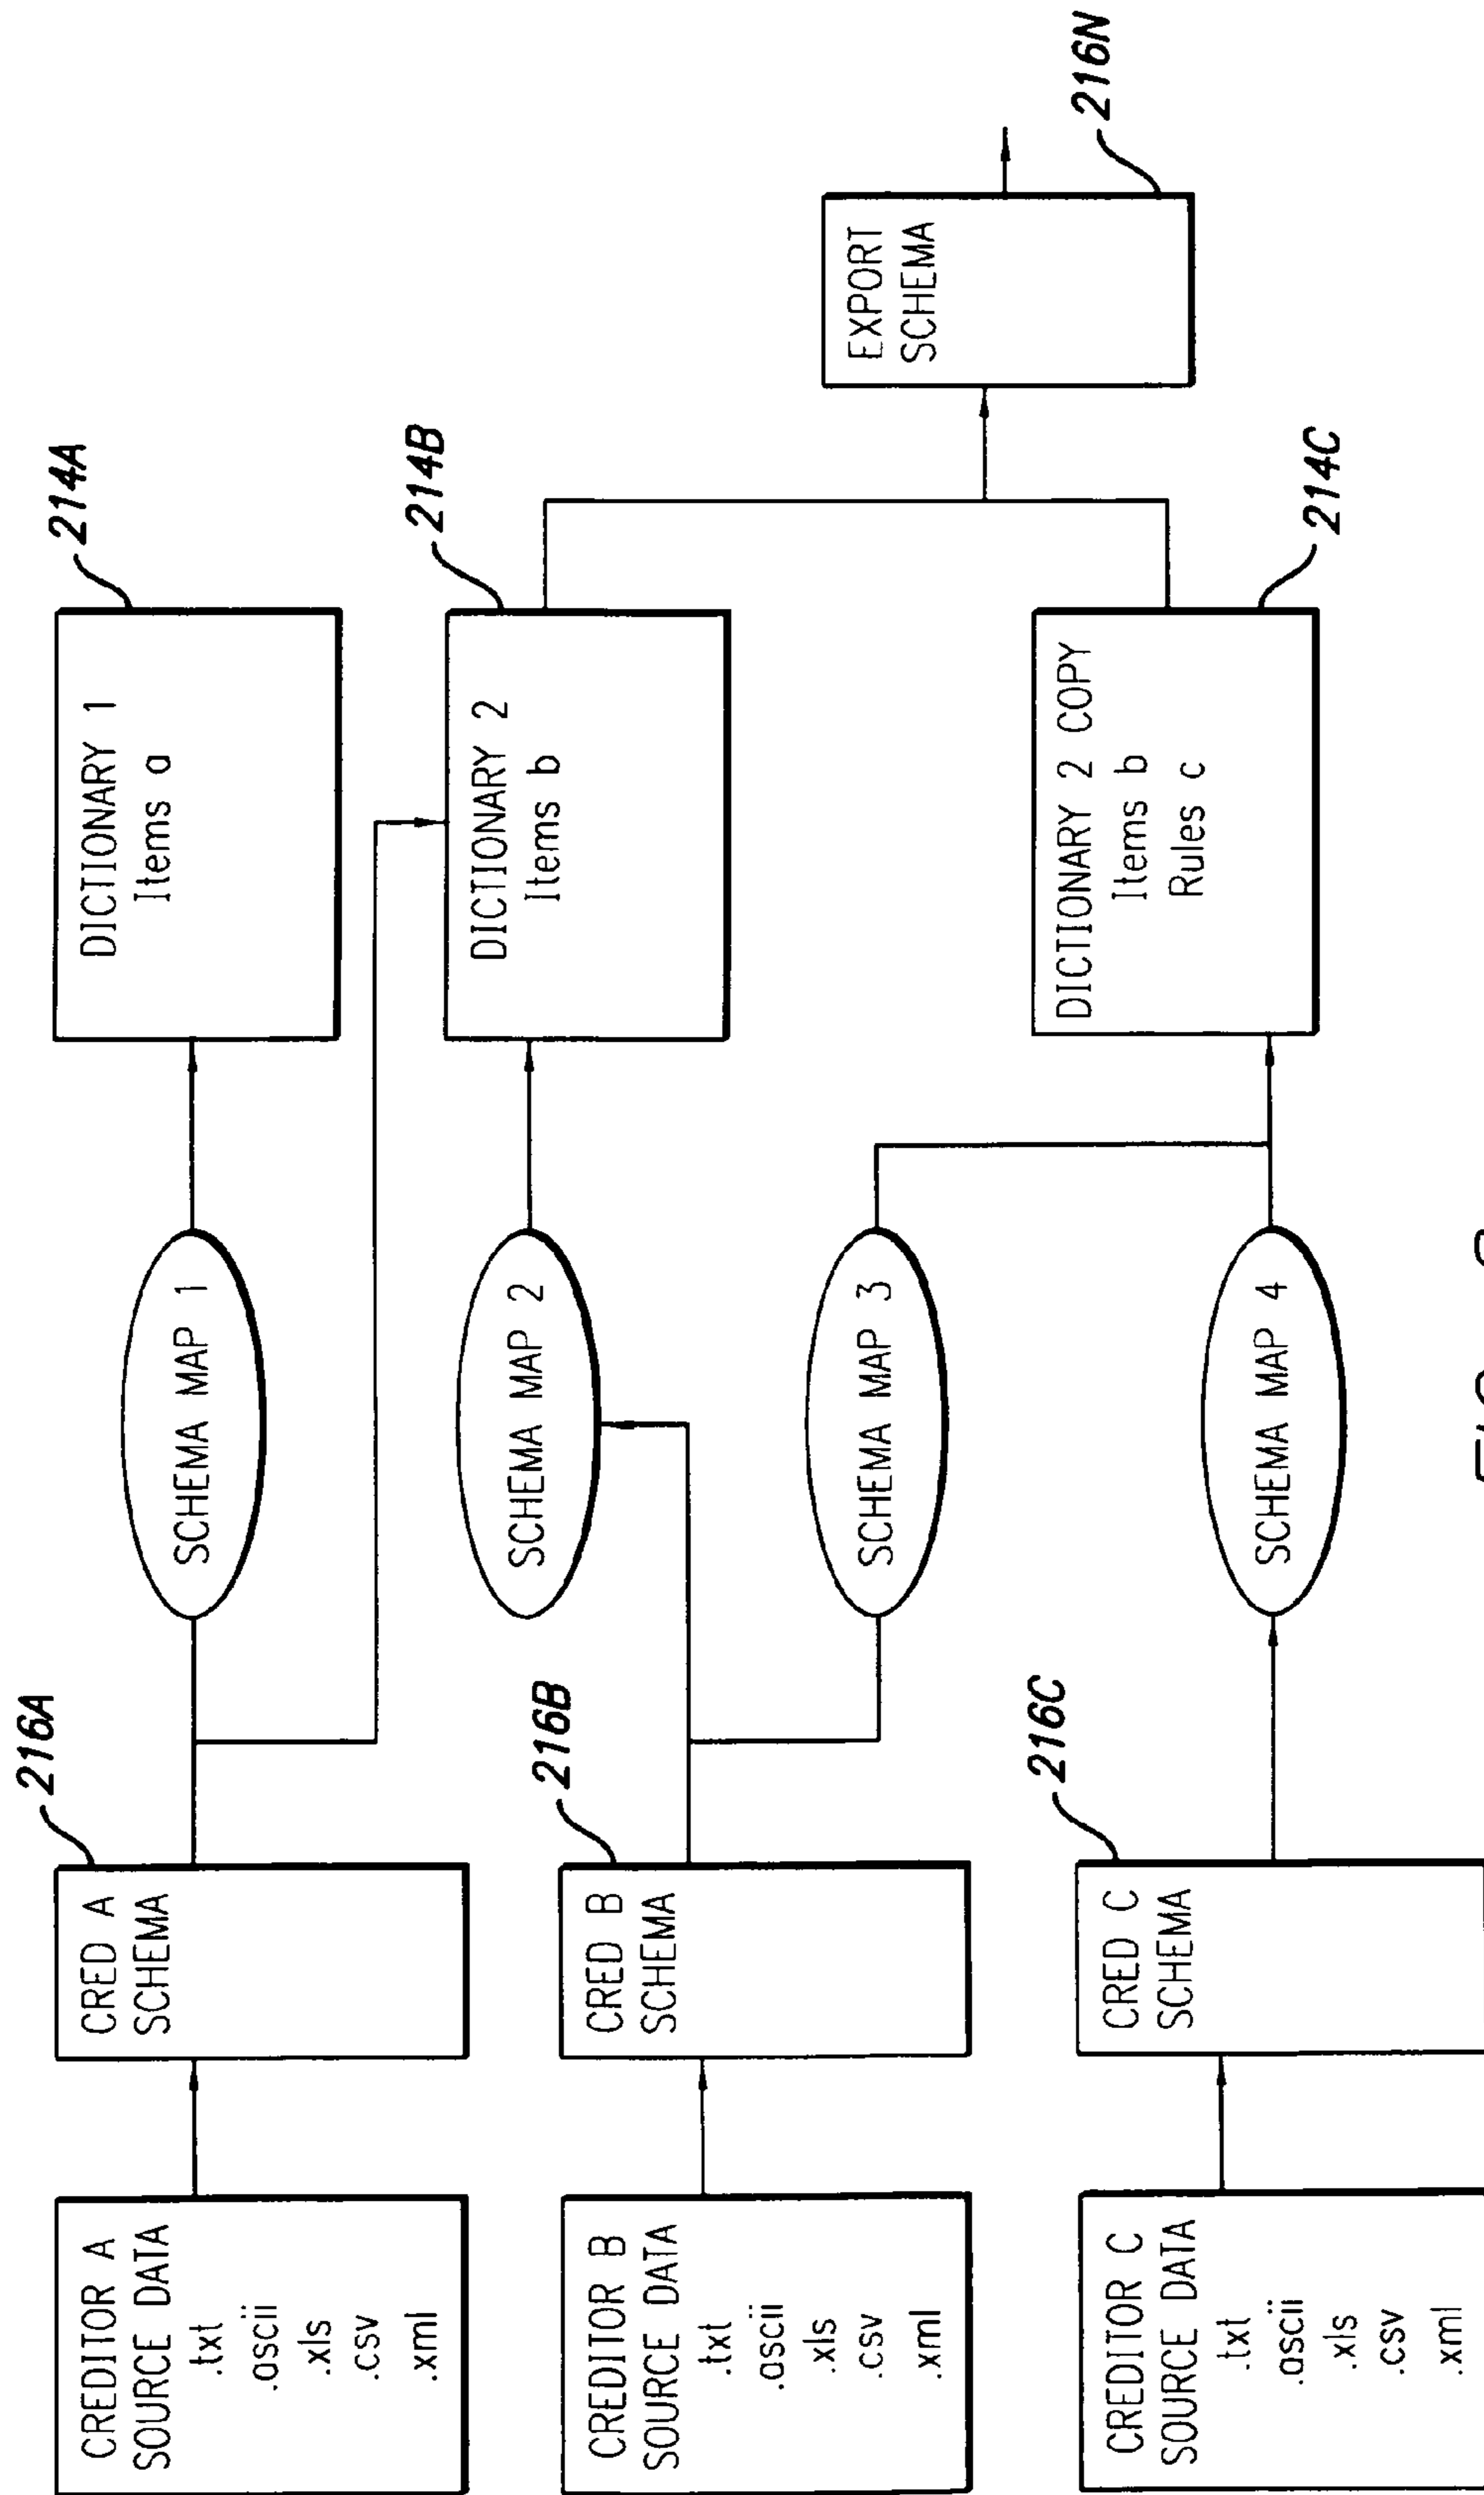 CREDITOR A
SOURCE DATA
.txt
.ascii
.xls
.csv
.xml
216A
CRED A
SCHEMA
SCHEMA MAP 1
214A
DICTIONARY 1
Items a
CREDITOR B
SOURCE DATA
.txt
.ascii
.xls
.csv
.xml
216B
CRED B
SCHEMA
SCHEMA MAP 2
SCHEMA MAP 3
214B
DICTIONARY 2
Items b
CREDITOR C
SOURCE DATA
.txt
.ascii
.xls
.csv
.xml
216C
CRED C
SCHEMA
SCHEMA MAP 4
DICTIONARY 2 COPY
Items b
Rules c
214C
EXPORT
SCHEMA
216N